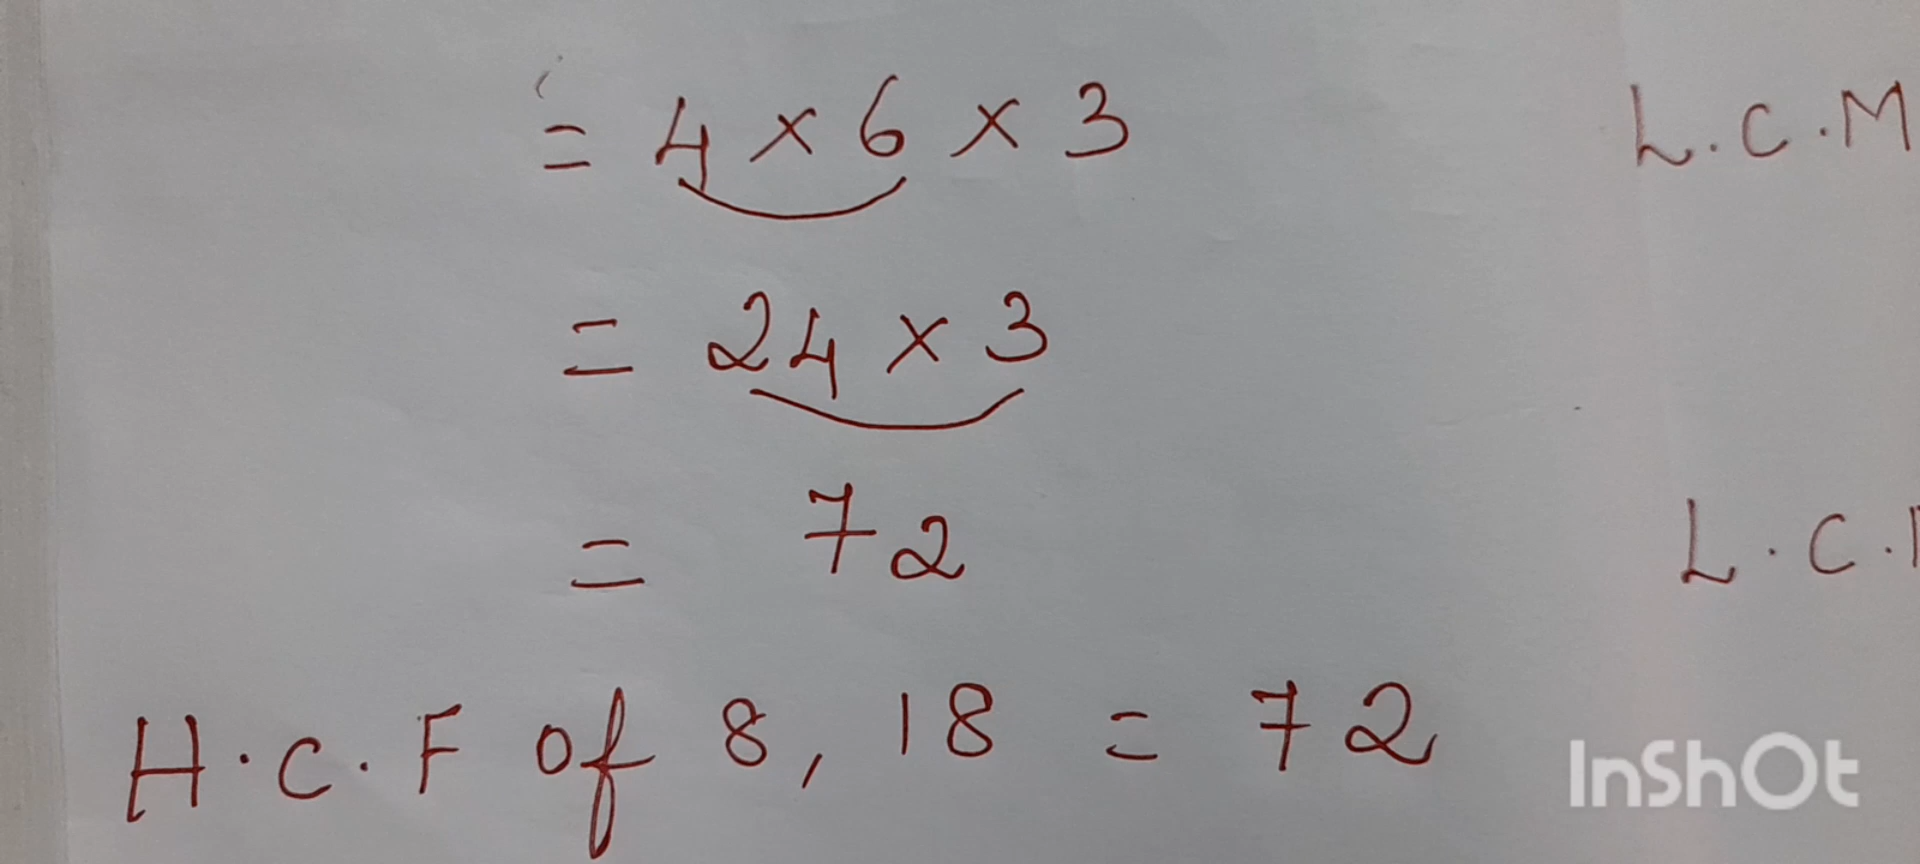 = 4 × 6 × 3
L.C.M
= 24 × 3
= 72
L.C.
H.C.F of 8, 18 = 72
InShOt